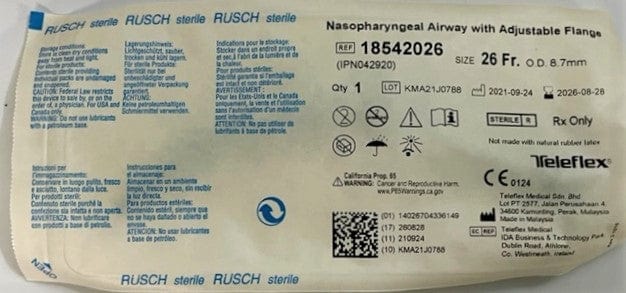 RUSCH sterile RUSCH sterile RUSCH sterile
Storage conditions:
Store in clean dry conditions
away from heat and light.
For sterile products:
Contents sterile providing
individual packs are undamaged
and unopened.
CAUTION: Federal Law restricts
this device to sale by, or on the
order of, a physician. For USA and
Canada only.
WARNING: Do not use lubricants
with a petroleum base.
Lagerungshinweis:
Lichtgeschützt, sauber,
trocken und kühl lagern.
Für sterile Produkte:
Sterilität nur bei
unbeschädigter und
ungeöffneter Verpackung
garantiert.
ACHTUNG:
Keine petroleumhaltigen
Schmiermittel verwenden.
Indications pour le stockage:
Stocker dans un endroit propre
et sec, à l'abri de la lumière et de
la chaleur.
Pour produits stériles:
Stérilité garantie si l'emballage
est intact et non détérioré.
AVERTISSEMENT :
Pour les États-Unis et le Canada
uniquement, la vente et l'utilisation
sous l'autorisation d'un médecin
sont interdites.
ATTENTION: Ne pas utiliser de
lubrifiants à base de pétrole.
Istruzioni per
l'immagazzinamento:
Conservare in luogo pulito, fresco
e asciutto, lontano dalla luce.
Per prodotti sterili:
Contenuto sterile purché la
confezione sia intatta e non aperta.
AVVERTENZA: Non lubrificare
con prodotti a base di petrolio.
Instrucciones para
el almacenaje:
Almacenar en un ambiente
limpio, fresco y seco, sin recibir
la luz directa.
Para productos estériles:
Contenido estéril siempre que
no se haya dañado o abierto el
envase.
ATENCIÓN: No usar lubricantes
a base de petróleo.
OPEN
RUSCH sterile RUSCH sterile
Nasopharyngeal Airway with Adjustable Flange
REF 18542026
(IPN042920)
SIZE 26 Fr. O.D. 8.7mm
Qty 1 LOT KMA21J0788 2021-09-24 2026-08-28
STERILE R Rx Only
Not made with natural rubber latex
Teleflex®
California Prop. 65
WARNING: Cancer and Reproductive Harm.
www.P65Warnings.ca.gov
CE 0124
(01) 14026704336149
(17) 260828
(11) 210924
(10) KMA21J0788
Teleflex Medical Sdn. Bhd
Lot PT 2577, Jalan Perusahaan 4,
34600 Kamunting, Perak, Malaysia
Made in Malaysia
EC REP Teleflex Medical
IDA Business & Technology Park
Dublin Road, Athlone,
Co. Westmeath, Ireland